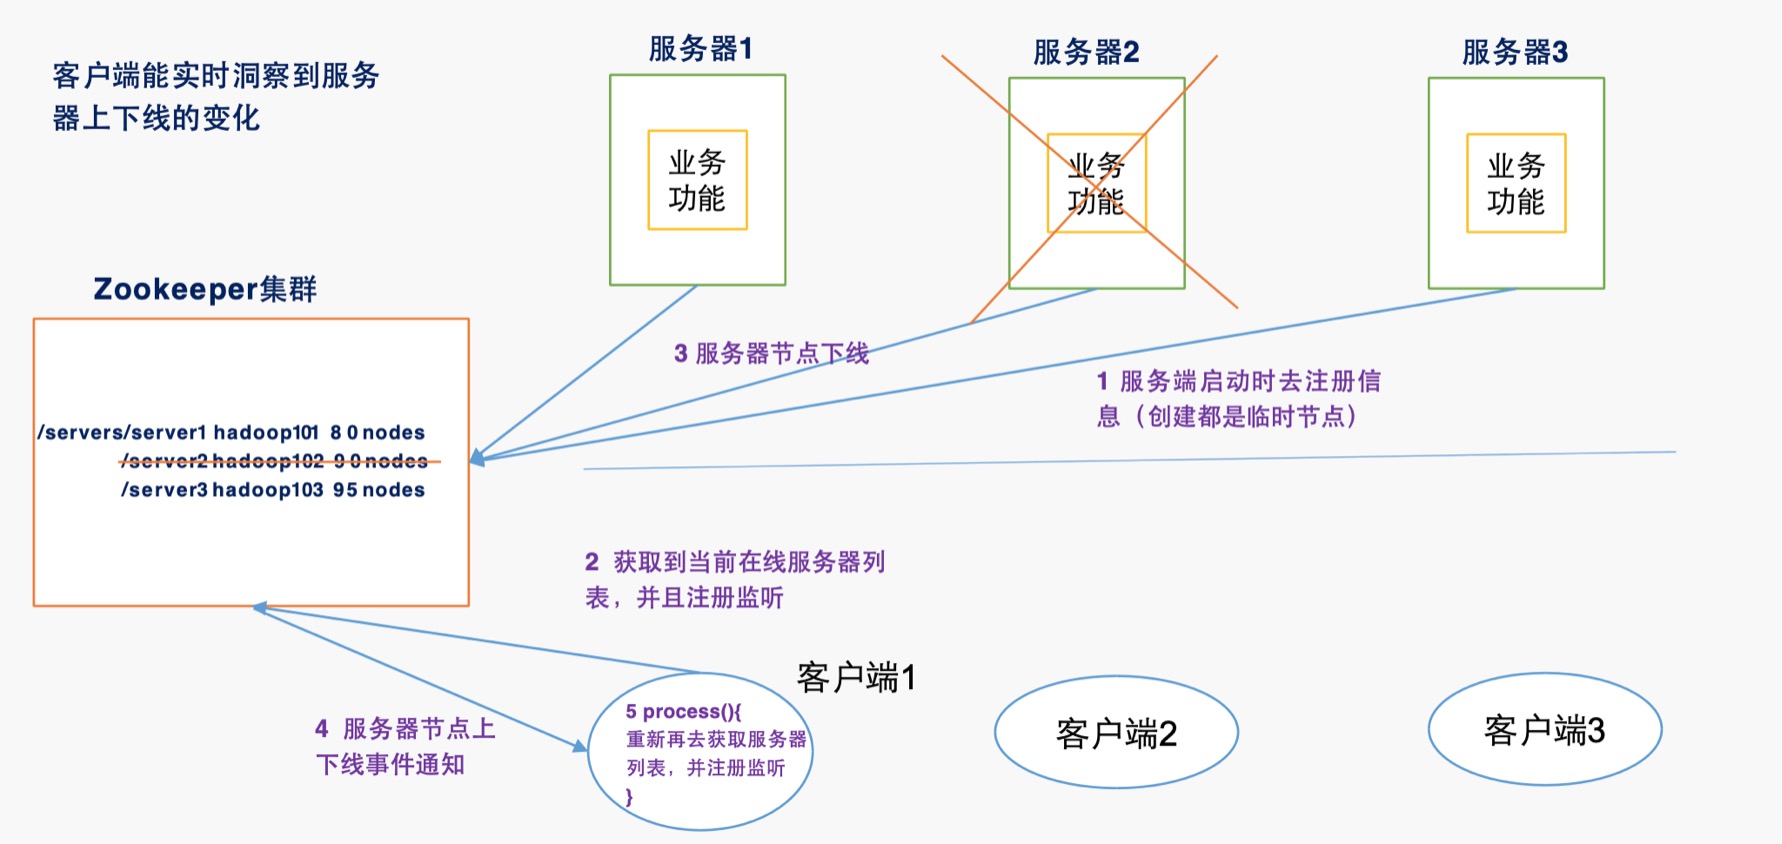 客户端能实时洞察到服务
器上下线的变化
服务器1
服务器2
服务器3
业务
功能
业务
功能
业务
功能
Zookeeper集群
/servers/server1 hadoop101 80 nodes
/server2 hadoop102 90 nodes
/server3 hadoop103 95 nodes
3 服务器节点下线
1 服务端启动时去注册信
息（创建都是临时节点）
2 获取到当前在线服务器列
表，并且注册监听
4 服务器节点上
下线事件通知
客户端1
5 process(){
重新再去获取服务器
列表，并注册监听
}
客户端2
客户端3